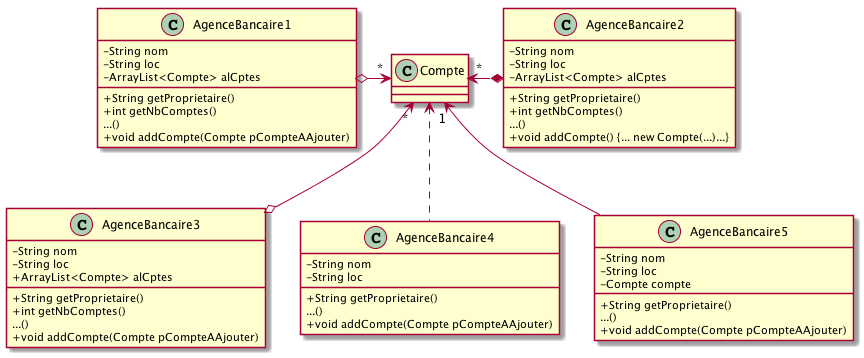 C AgenceBancaire1
-String nom
-String loc
-ArrayList<Compte> alCptes
+String getProprietaire()
+int getNbComptes()
...()
+void addCompte(Compte pCompteAAjouter)
*
C Compte
*
C AgenceBancaire2
-String nom
-String loc
-ArrayList<Compte> alCptes
+String getProprietaire()
+int getNbComptes()
...()
+void addCompte() {... new Compte(...)...}
*
1
C AgenceBancaire3
-String nom
-String loc
+ArrayList<Compte> alCptes
+String getProprietaire()
+int getNbComptes()
...()
+void addCompte(Compte pCompteAAjouter)
C AgenceBancaire4
-String nom
-String loc
+String getProprietaire()
...()
+void addCompte(Compte pCompteAAjouter)
C AgenceBancaire5
-String nom
-String loc
-Compte compte
+String getProprietaire()
...()
+void addCompte(Compte pCompteAAjouter)